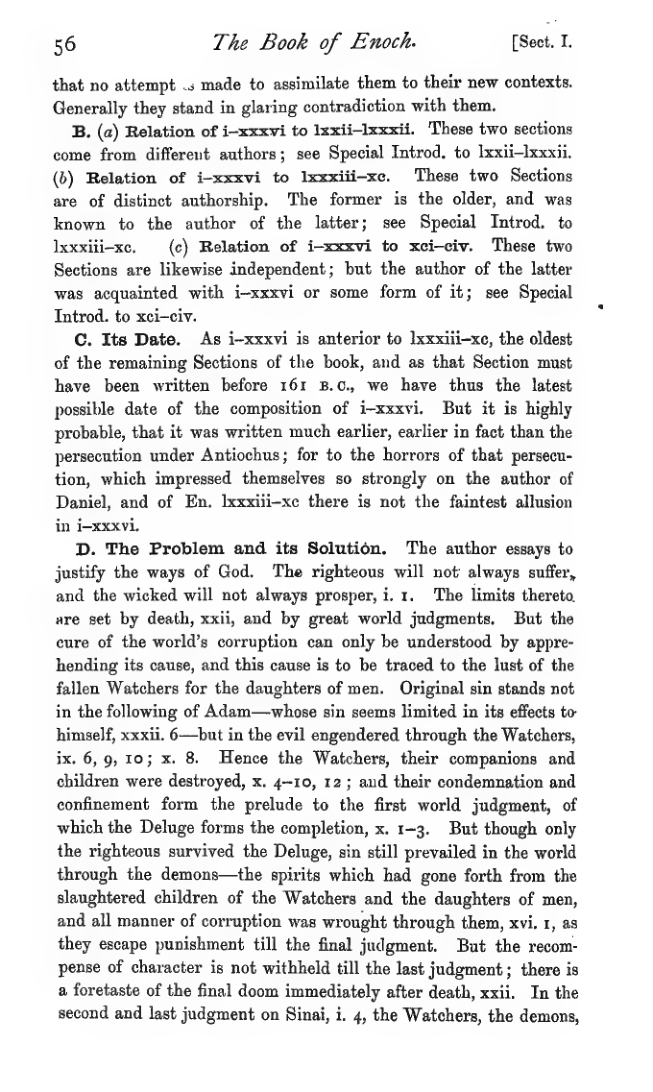 56 The Book of Enoch. [Sect. I.
that no attempt made to assimilate them to their new contexts.
Generally they stand in glaring contradiction with them.
B. (a) Relation of i–xxxvi to lxxii–lxxxii. These two sections
come from different authors; see Special Introd. to lxxii–lxxxii.
(b) Relation of i–xxxvi to lxxxiii–xc. These two Sections
are of distinct authorship. The former is the older, and was
known to the author of the latter; see Special Introd. to
lxxxiii–xc. (c) Relation of i–xxxvi to xci–civ. These two
Sections are likewise independent; but the author of the latter
was acquainted with i–xxxvi or some form of it; see Special
Introd. to xci–civ.
C. Its Date. As i–xxxvi is anterior to lxxxiii–xc, the oldest
of the remaining Sections of the book, and as that Section must
have been written before 161 B.C., we have thus the latest
possible date of the composition of i–xxxvi. But it is highly
probable, that it was written much earlier, earlier in fact than the
persecution under Antiochus; for to the horrors of that persecu-
tion, which impressed themselves so strongly on the author of
Daniel, and of En. lxxxiii–xc there is not the faintest allusion
in i–xxxvi.
D. The Problem and its Solution. The author essays to
justify the ways of God. The righteous will not always suffer,
and the wicked will not always prosper, i. 1. The limits thereto
are set by death, xxii, and by great world judgments. But the
cure of the world's corruption can only be understood by appre-
hending its cause, and this cause is to be traced to the lust of the
fallen Watchers for the daughters of men. Original sin stands not
in the following of Adam—whose sin seems limited in its effects to
himself, xxxii. 6—but in the evil engendered through the Watchers,
ix. 6, 9, 10; x. 8. Hence the Watchers, their companions and
children were destroyed, x. 4–10, 12; and their condemnation and
confinement form the prelude to the first world judgment, of
which the Deluge forms the completion, x. 1–3. But though only
the righteous survived the Deluge, sin still prevailed in the world
through the demons—the spirits which had gone forth from the
slaughtered children of the Watchers and the daughters of men,
and all manner of corruption was wrought through them, xvi. 1, as
they escape punishment till the final judgment. But the recom-
pense of character is not withheld till the last judgment; there is
a foretaste of the final doom immediately after death, xxii. In the
second and last judgment on Sinai, i. 4, the Watchers, the demons,